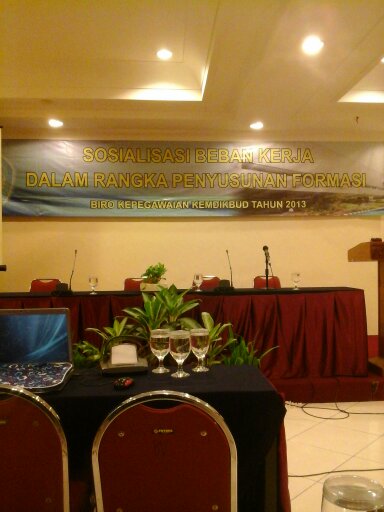 SOSIALISASI BEBAN KERJA
DALAM RANGKA PENYUSUNAN FORMASI
BIRO KEPEGAWAIAN KEMDIKBUD TAHUN 2013